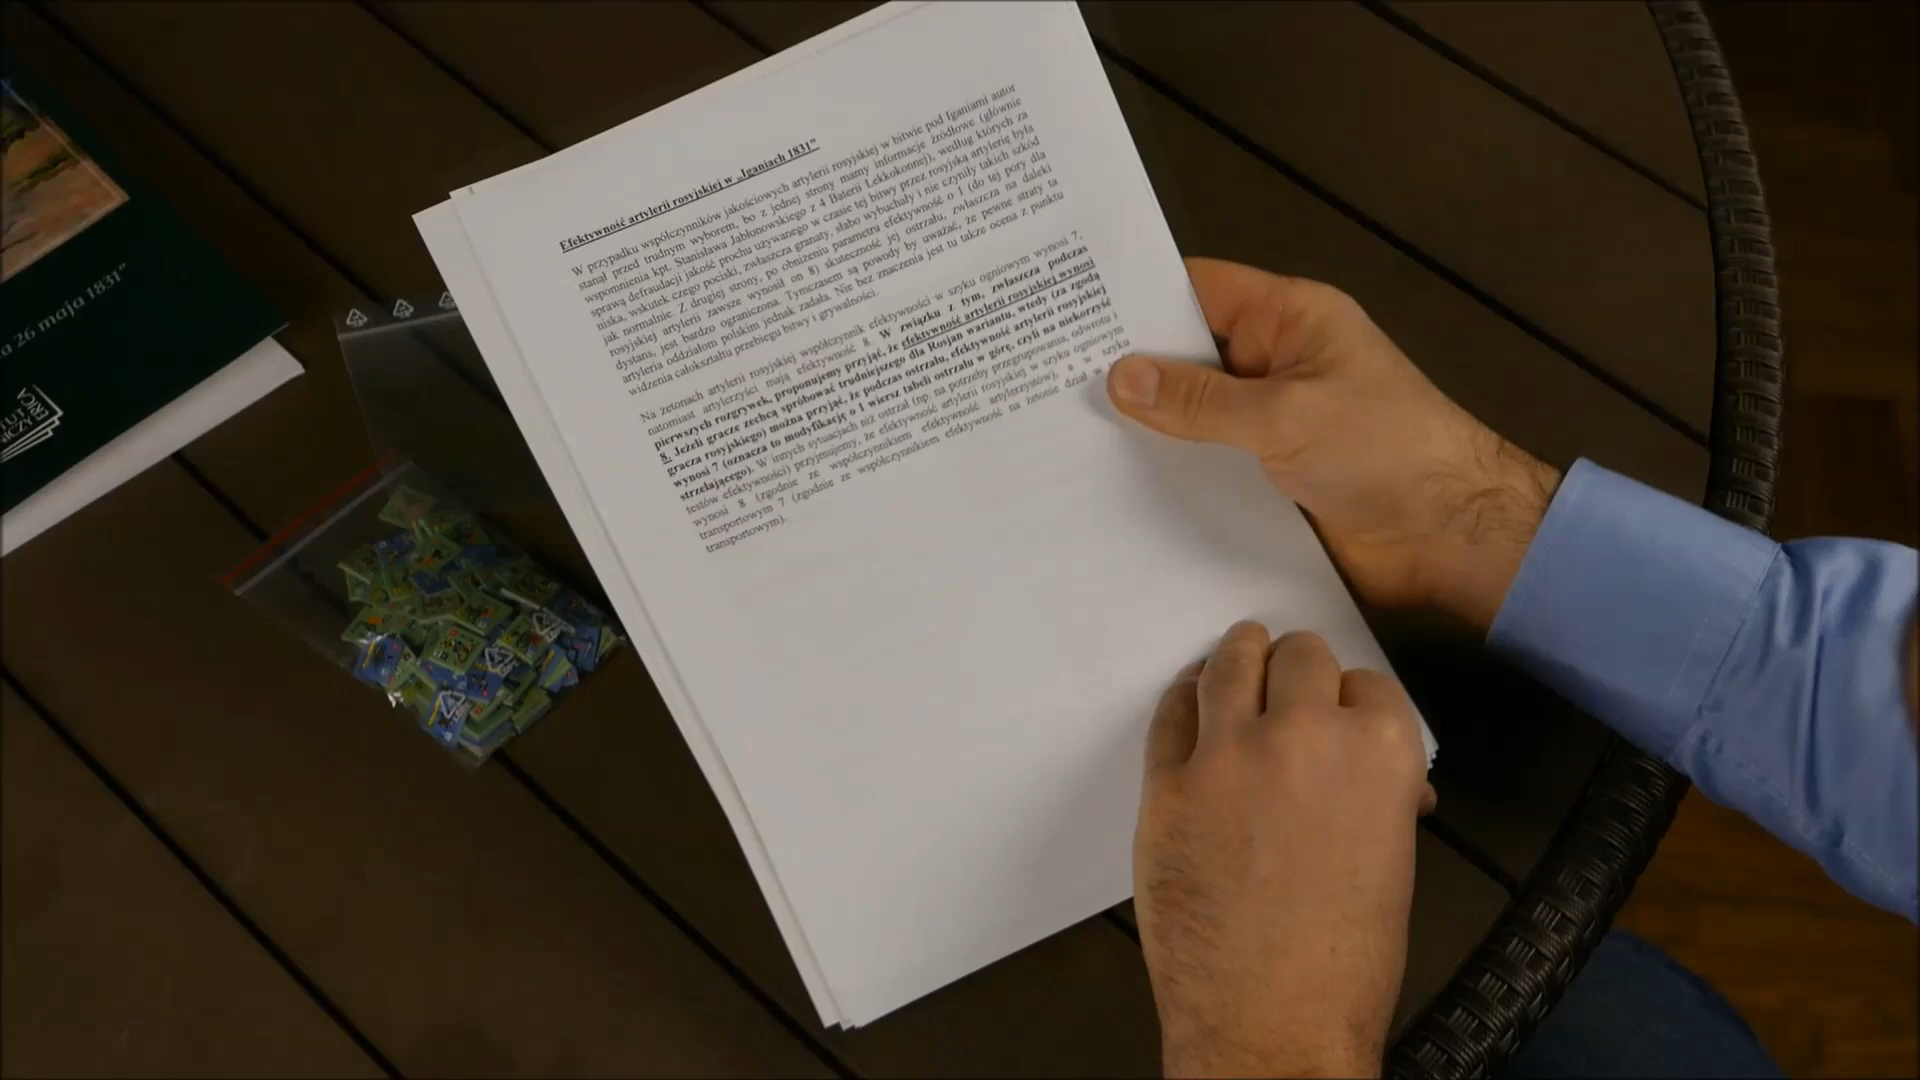 Efektywność artylerii rosyjskiej w „Iganiach 1831”
W przypadku współczynników jakościowych artylerii rosyjskiej w bitwie pod Iganiami autor
stanął przed trudnym wyborem, bo z jednej strony mamy informacje źródłowe (głównie
wspomnienia kpt. Stanisława Jabłonowskiego z 4 Baterii Lekkokonnej), według których za
sprawą defraudacji jakość prochu używanego w czasie tej bitwy przez rosyjską artylerię była
niska, wskutek czego pociski, zwłaszcza granaty, słabo wybuchały i nie czyniły takich szkód
jak normalnie. Z drugiej strony, po obniżeniu parametru efektywność o 1 (do tej pory dla
rosyjskiej artylerii zawsze wynosił on 8) skuteczność jej ostrzału, zwłaszcza na daleki
dystans, jest bardzo ograniczona. Tymczasem są powody by uważać, że pewne straty ta
artyleria oddziałom polskim jednak zadała. Nie bez znaczenia jest tu także ocena z punktu
widzenia całokształtu przebiegu bitwy i grywalności.
Na żetonach artylerii rosyjskiej współczynnik efektywności w szyku ogniowym wynosi 7,
natomiast artylerzyści mają efektywność 8. W związku z tym, zwłaszcza podczas
pierwszych rozgrywek, proponujemy przyjąć, że efektywność artylerii rosyjskiej wynosi
8. Jeżeli gracze zechcą spróbować trudniejszego dla Rosjan wariantu, wtedy (za zgodą
gracza rosyjskiego) można przyjąć, że podczas ostrzału, efektywność artylerii rosyjskiej
wynosi 7 (oznacza to modyfikację o 1 wiersz tabeli ostrzału w górę, czyli na niekorzyść
strzelającego). W innych sytuacjach niż ostrzał (np. na potrzeby przegrupowania, odwrotu i
testów efektywności) przyjmujemy, że efektywność artylerii rosyjskiej w szyku ogniowym
wynosi 8 (zgodnie ze współczynnikiem efektywność artylerzystów), a w szyku
transportowym 7 (zgodnie ze współczynnikiem efektywność na żetonie dział w
transportowym).
a 26 maja 1831”